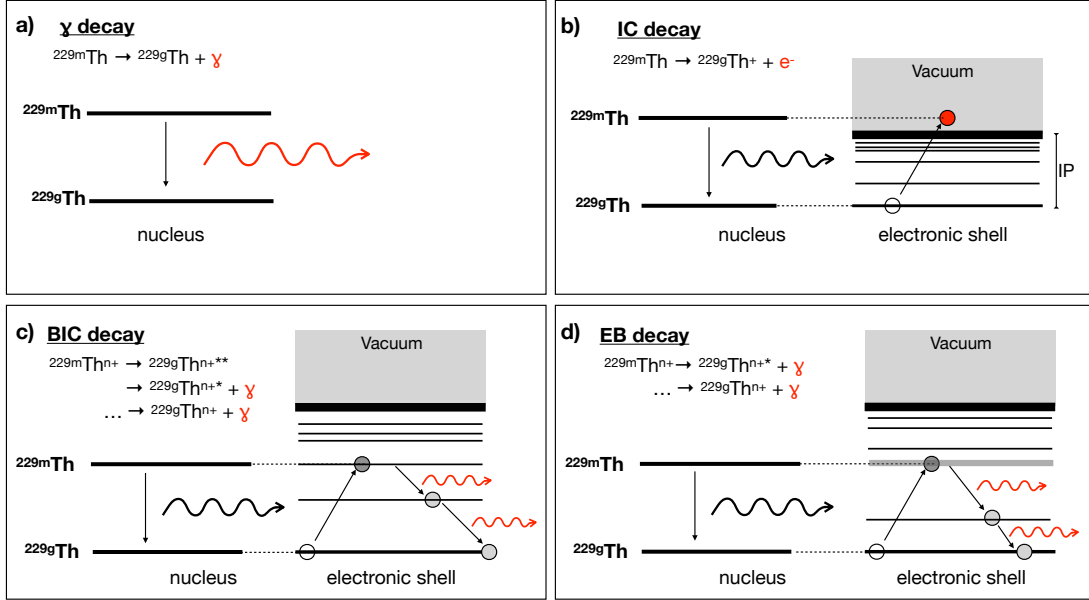 a) ɣ decay
²²⁹ᵐTh → ²²⁹ᵍTh + ɣ
²²⁹ᵐTh
²²⁹ᵍTh
nucleus
b) IC decay
²²⁹ᵐTh → ²²⁹ᵍTh⁺ + e⁻
Vacuum
²²⁹ᵐTh
IP
²²⁹ᵍTh
nucleus electronic shell
c) BIC decay
²²⁹ᵐThⁿ⁺ → ²²⁹ᵍThⁿ⁺**
→ ²²⁹ᵍThⁿ⁺* + ɣ
... → ²²⁹ᵍThⁿ⁺ + ɣ
Vacuum
²²⁹ᵐTh
²²⁹ᵍTh
nucleus electronic shell
d) EB decay
²²⁹ᵐThⁿ⁺ → ²²⁹ᵍThⁿ⁺* + ɣ
... → ²²⁹ᵍThⁿ⁺ + ɣ
Vacuum
²²⁹ᵐTh
²²⁹ᵍTh
nucleus electronic shell